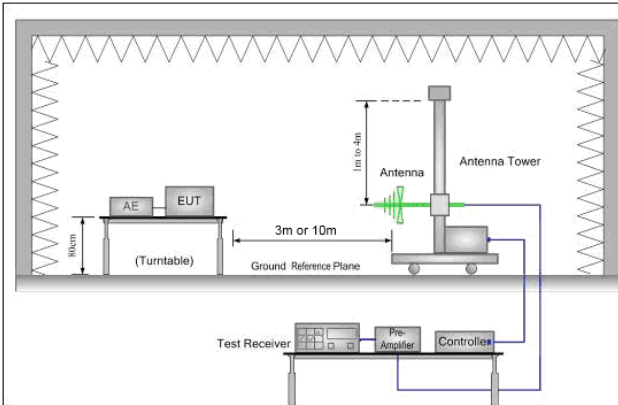 1m to 4m
Antenna
Antenna Tower
AE
EUT
3m or 10m
80cm
(Turntable)
Ground Reference Plane
Test Receiver
Pre-
Amplifier
Controller